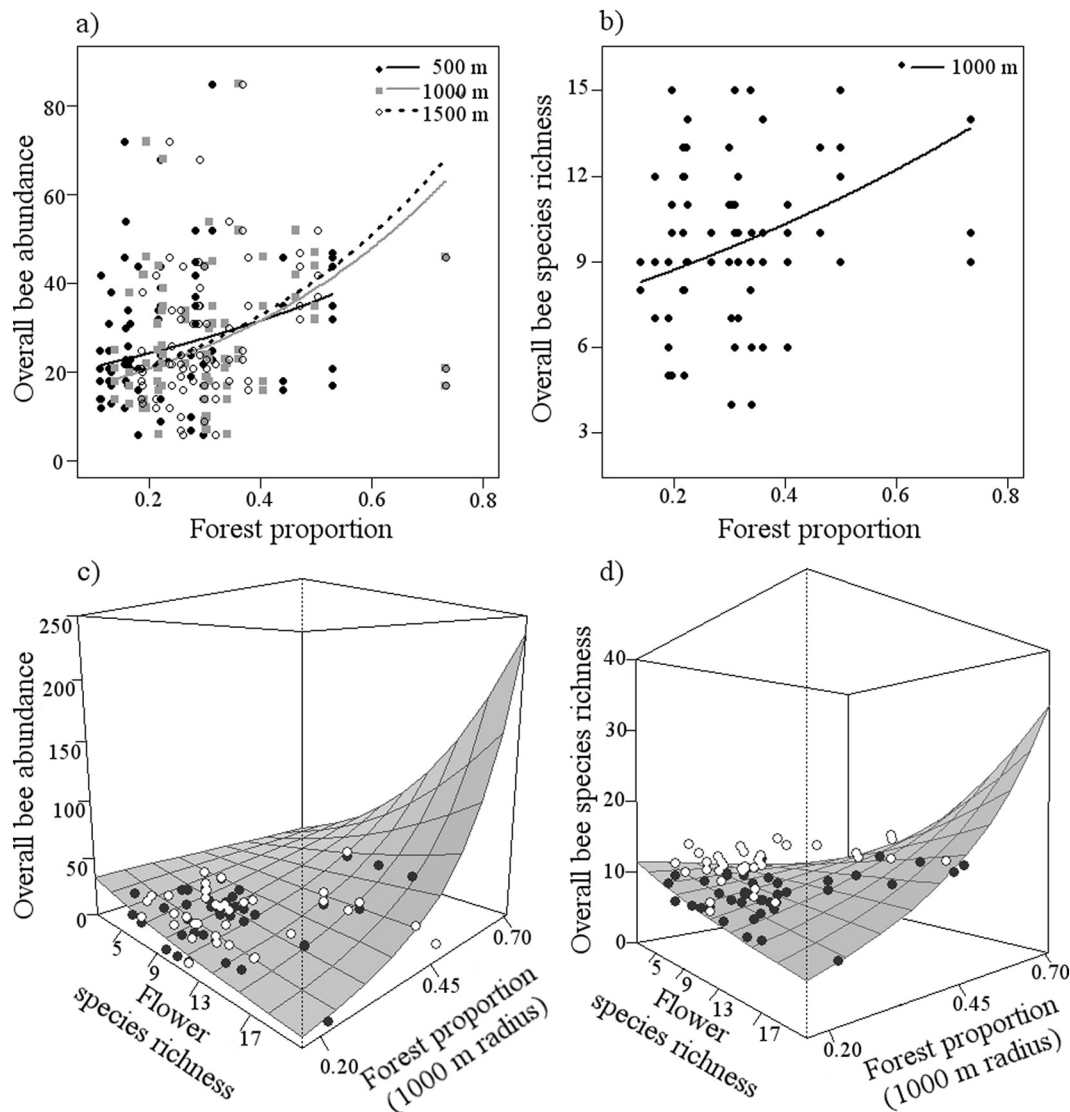 a)
500 m
1000 m
1500 m
80
60
40
20
0
Overall bee abundance
0.2 0.4 0.6 0.8
Forest proportion
b)
1000 m
15
12
9
6
3
Overall bee species richness
0.2 0.4 0.6 0.8
Forest proportion
c)
250
200
150
100
50
0
Overall bee abundance
5 9 13 17
Flower
species richness
0.20 0.45 0.70
Forest proportion
(1000 m radius)
d)
40
30
20
10
0
Overall bee species richness
5 9 13 17
Flower
species richness
0.20 0.45 0.70
Forest proportion
(1000 m radius)